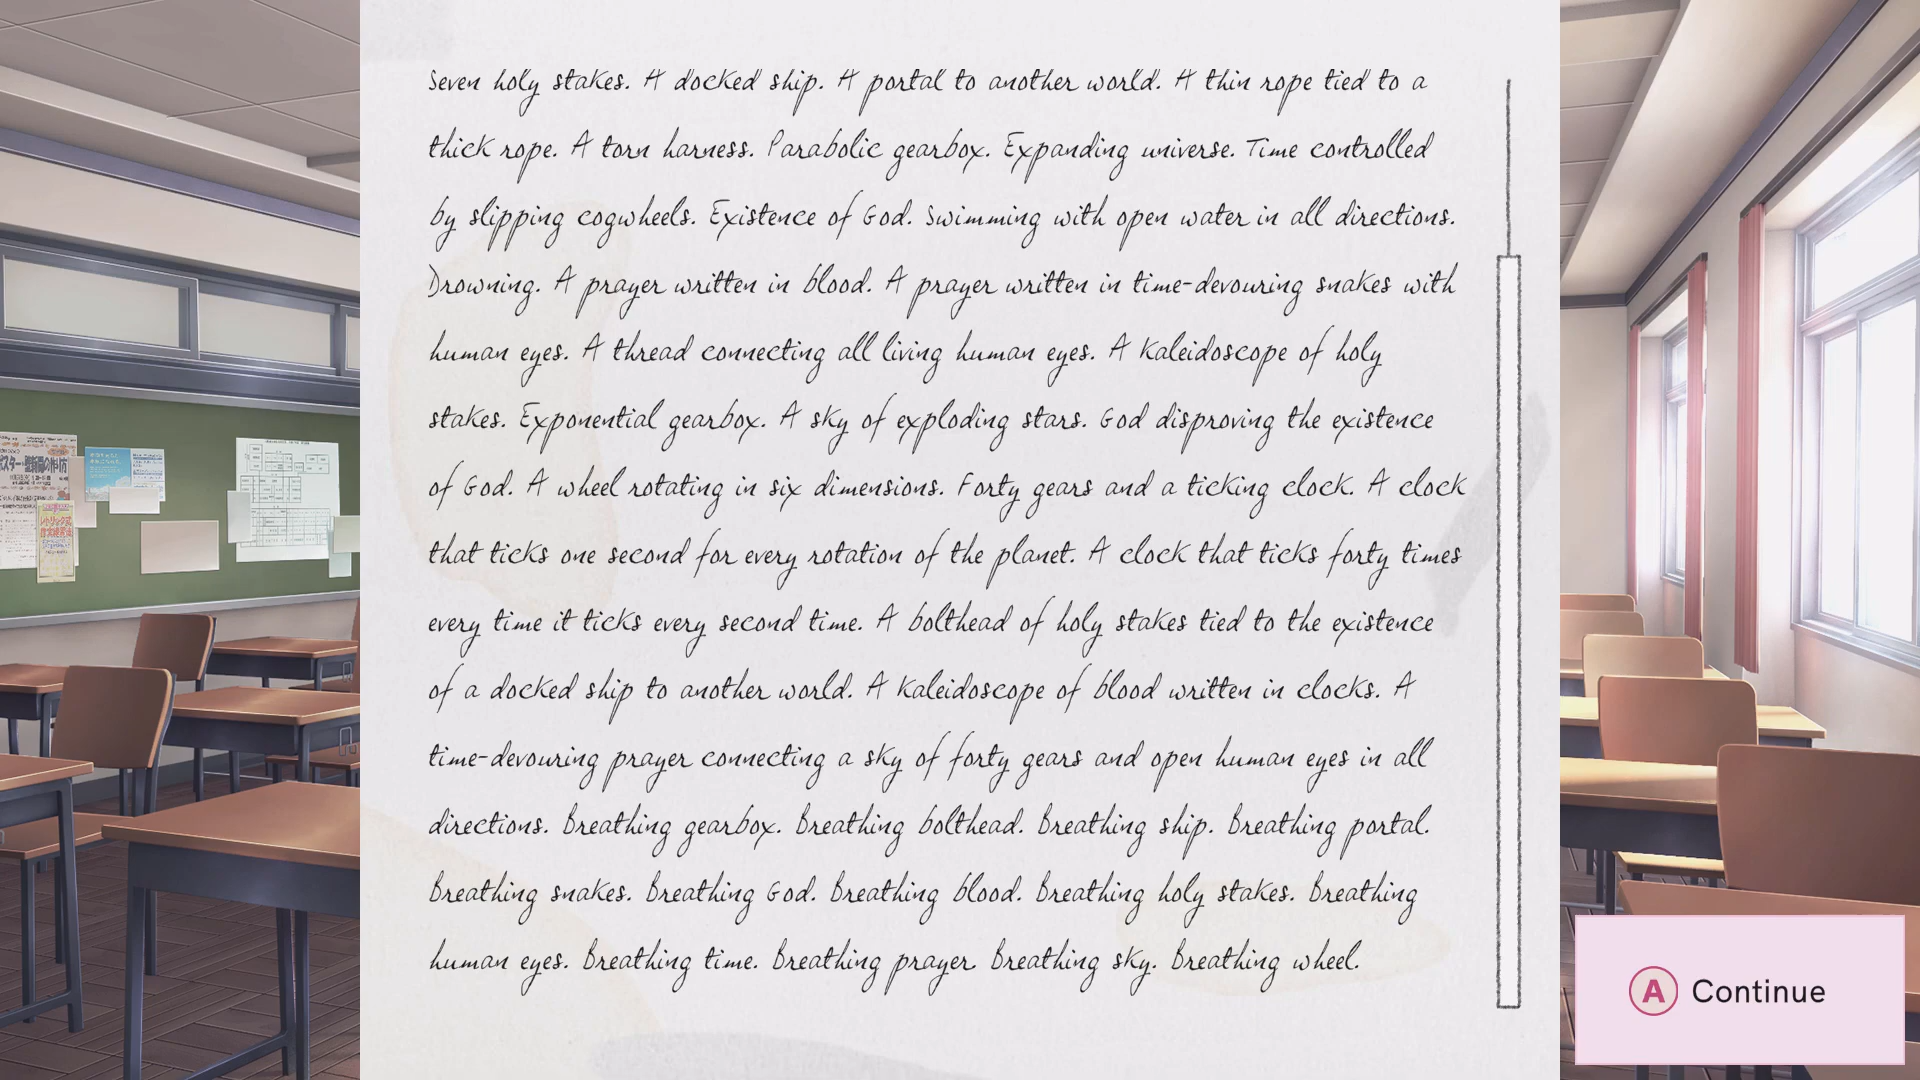 Seven holy stakes. A docked ship. A portal to another world. A thin rope tied to a
thick rope. A torn harness. Parabolic gearbox. Expanding universe. Time controlled
by slipping cogwheels. Existence of God. Swimming with open water in all directions.
Drowning. A prayer written in blood. A prayer written in time-devouring snakes with
human eyes. A thread connecting all living human eyes. A kaleidoscope of holy
stakes. Exponential gearbox. A sky of exploding stars. God disproving the existence
of God. A wheel rotating in six dimensions. Forty gears and a ticking clock. A clock
that ticks one second for every rotation of the planet. A clock that ticks forty times
every time it ticks every second time. A bolthead of holy stakes tied to the existence
of a docked ship to another world. A kaleidoscope of blood written in clocks. A
time-devouring prayer connecting a sky of forty gears and open human eyes in all
directions. Breathing gearbox. Breathing bolthead. Breathing ship. Breathing portal.
Breathing snakes. Breathing God. Breathing blood. Breathing holy stakes. Breathing
human eyes. Breathing time. Breathing prayer. Breathing sky. Breathing wheel.
A Continue